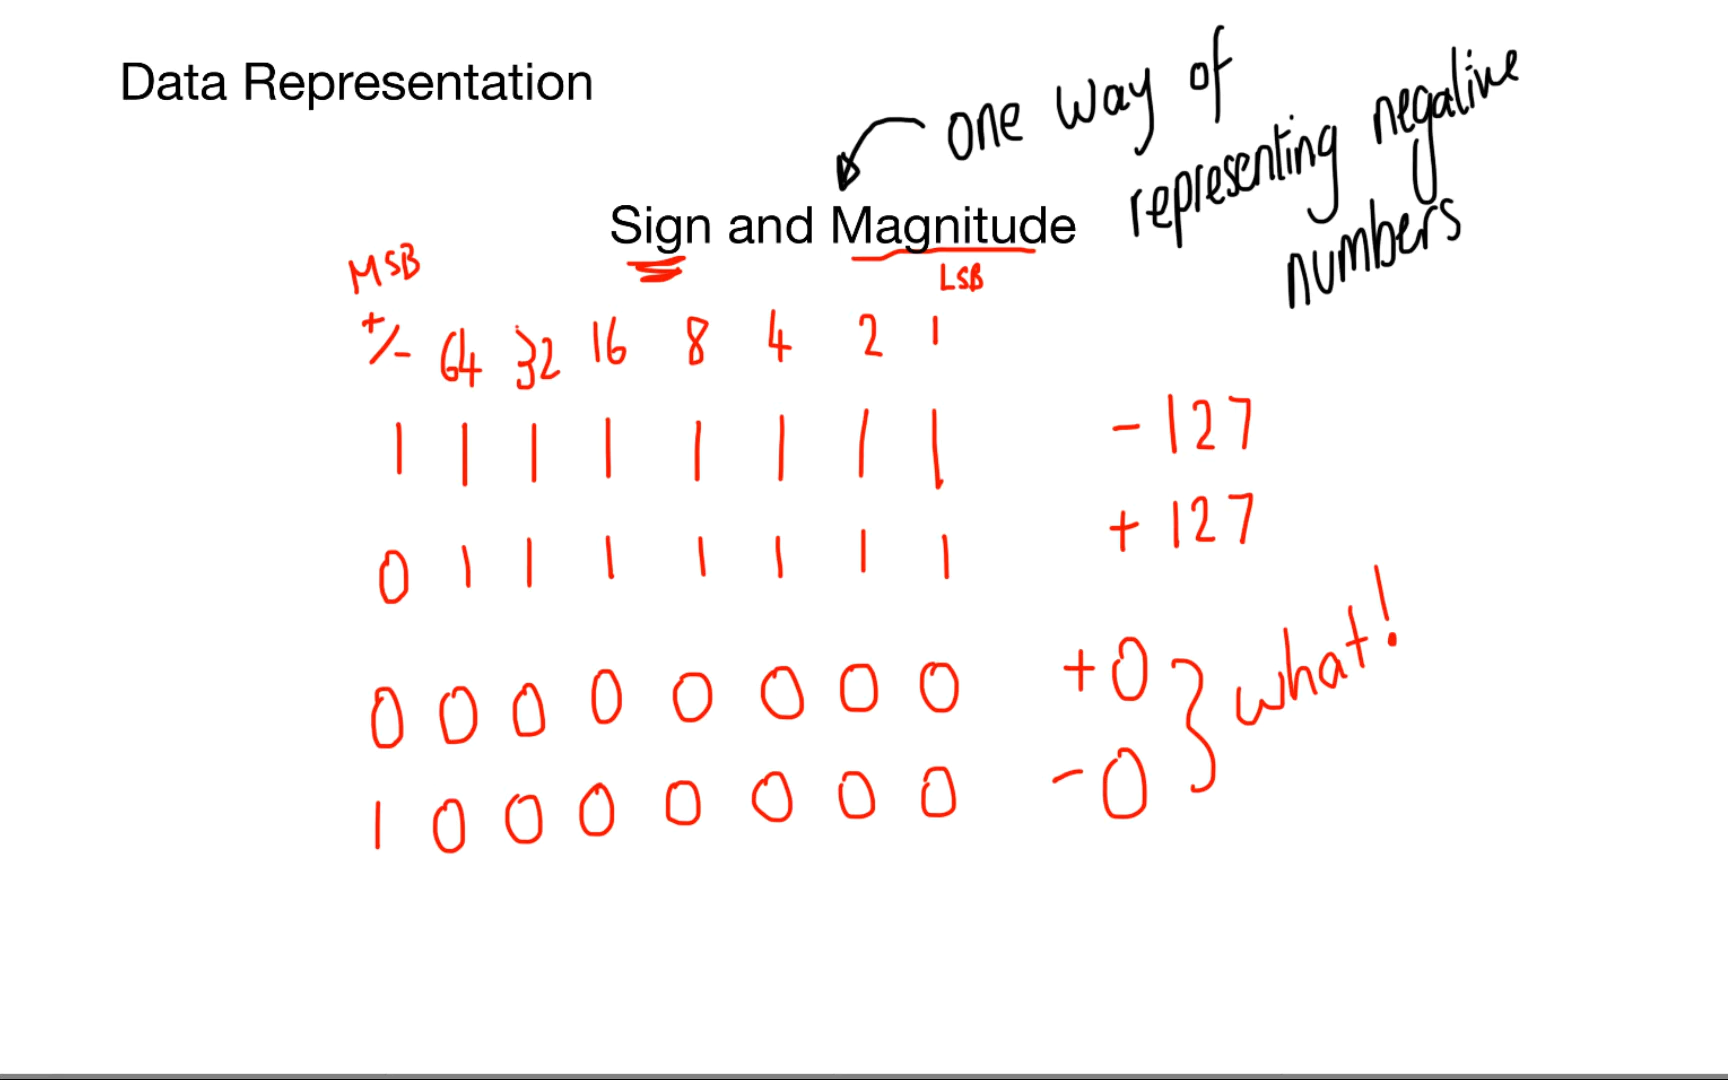 Data Representation
one way of
representing negative
numbers
Sign and Magnitude
MSB LSB
+/- 64 32 16 8 4 2 1
1 1 1 1 1 1 1 1 - 127
0 1 1 1 1 1 1 1 + 127
0 0 0 0 0 0 0 0 +0 } what!
1 0 0 0 0 0 0 0 -0